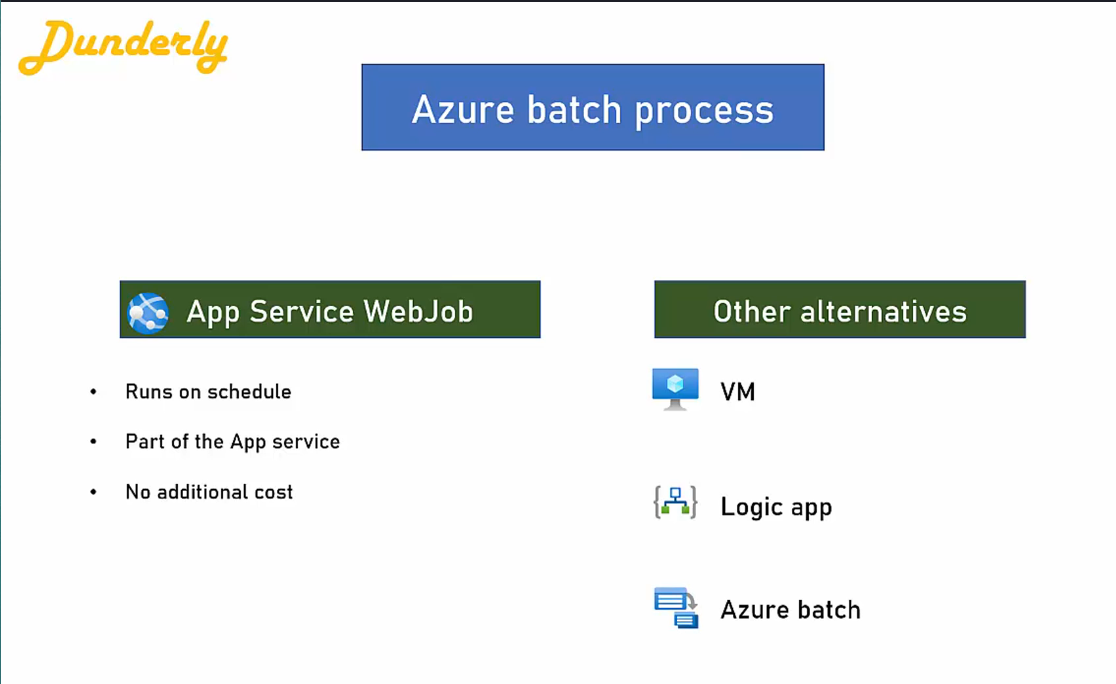 Dunderly
Azure batch process
App Service WebJob
• Runs on schedule
• Part of the App service
• No additional cost
Other alternatives
VM
Logic app
Azure batch